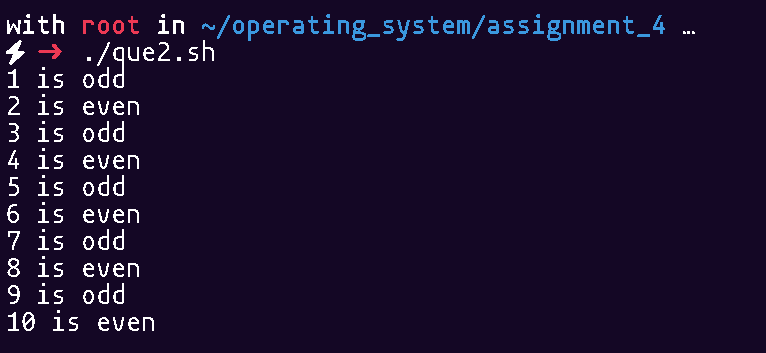 with root in ~/operating_system/assignment_4 …
⚡ ➜ ./que2.sh
1 is odd
2 is even
3 is odd
4 is even
5 is odd
6 is even
7 is odd
8 is even
9 is odd
10 is even